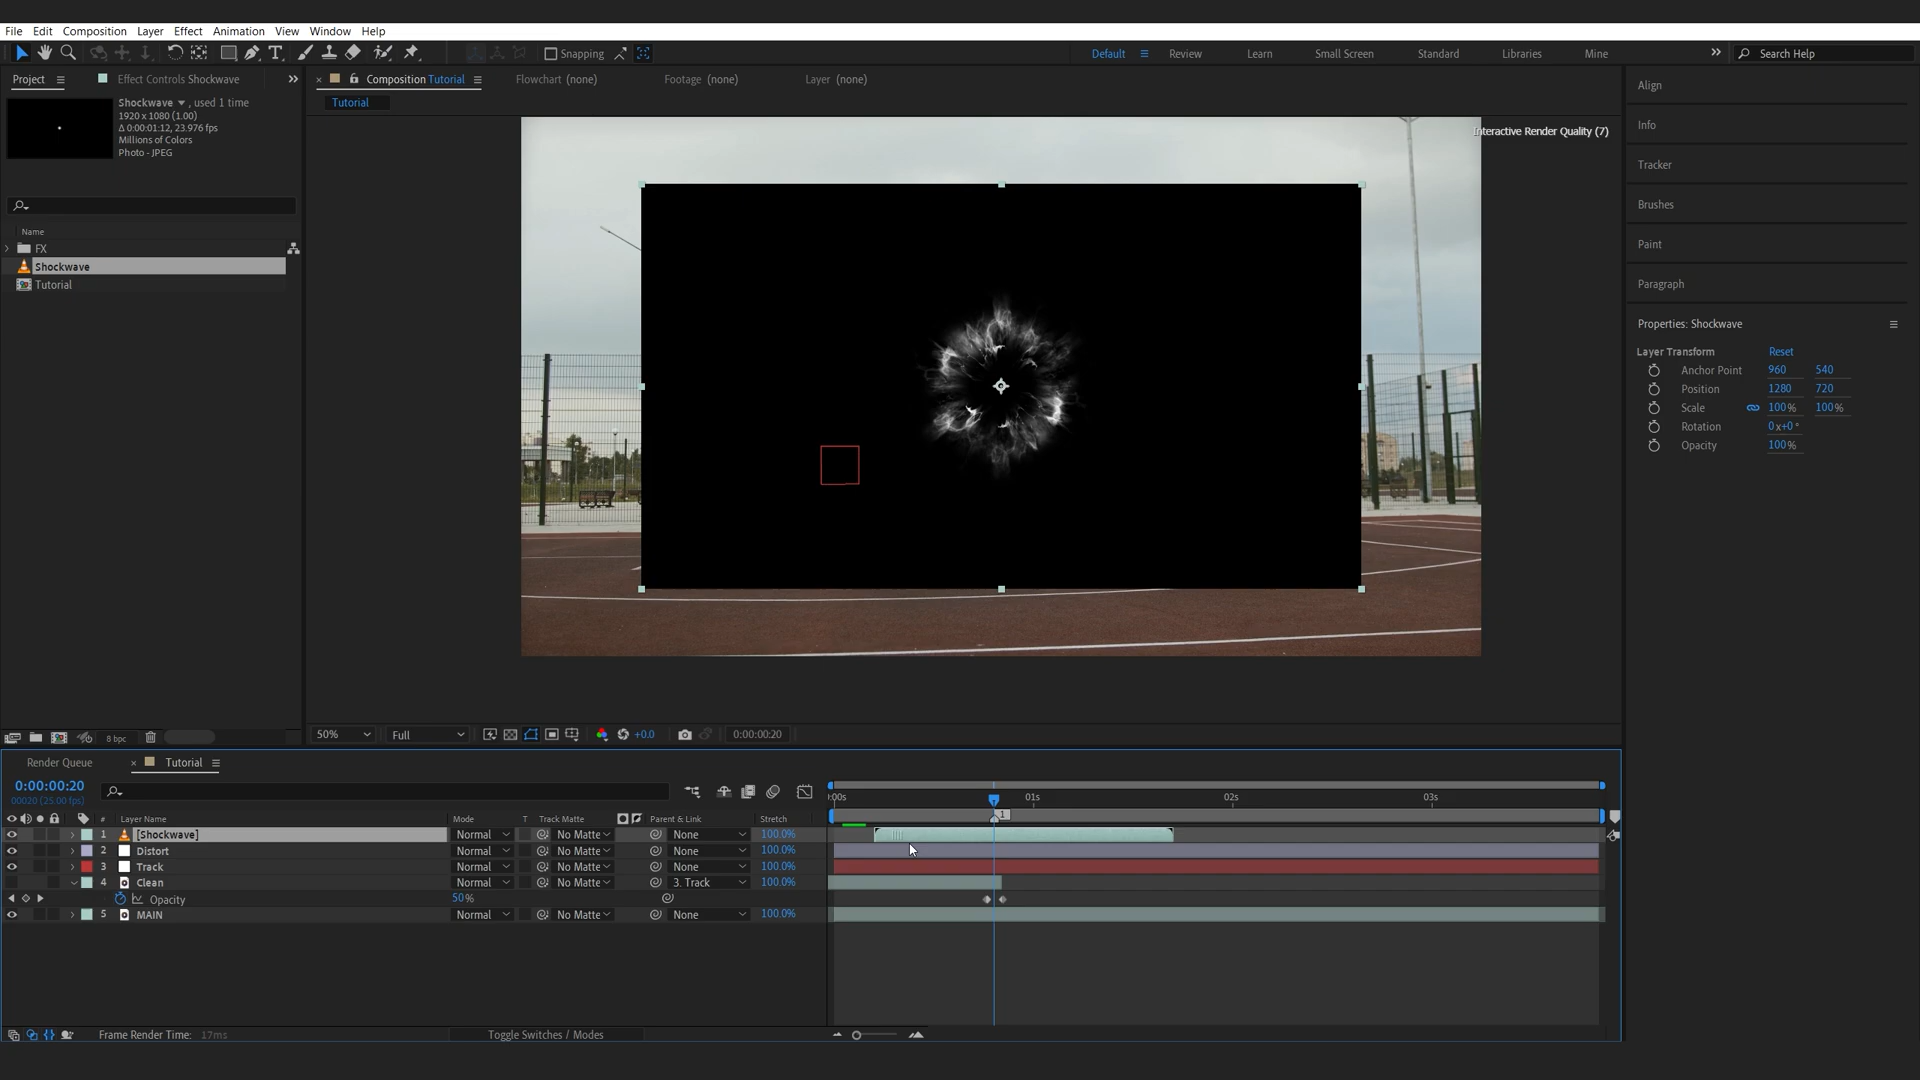 File Edit Composition Layer Effect Animation View Window Help
Snapping
Default Review Learn Small Screen Standard Libraries Mine
Search Help
Project Effect Controls Shockwave
Composition Tutorial Flowchart (none) Footage (none) Layer (none)
Tutorial
Shockwave , used 1 time
1920 x 1080 (1.00)
Δ 0:00:01:12, 23.976 fps
Millions of Colors
Photo - JPEG
Name
FX
Shockwave
Tutorial
Interactive Render Quality (7)
Align
Info
Tracker
Brushes
Paint
Paragraph
Properties: Shockwave
Layer Transform Reset
Anchor Point 960 540
Position 1280 720
Scale 100% 100%
Rotation 0x+0°
Opacity 100%
8 bpc
50% Full +0.0 0:00:00:20
Render Queue Tutorial
0:00:00:20
00020 (25.00 fps)
:00s 01s 02s 03s
1
# Layer Name Mode T Track Matte Parent & Link Stretch
1 [Shockwave] Normal No Matte None 100.0%
2 Distort Normal No Matte None 100.0%
3 Track Normal No Matte None 100.0%
4 Clean Normal No Matte 3. Track 100.0%
Opacity 50%
5 MAIN Normal No Matte None 100.0%
Frame Render Time: 17ms Toggle Switches / Modes